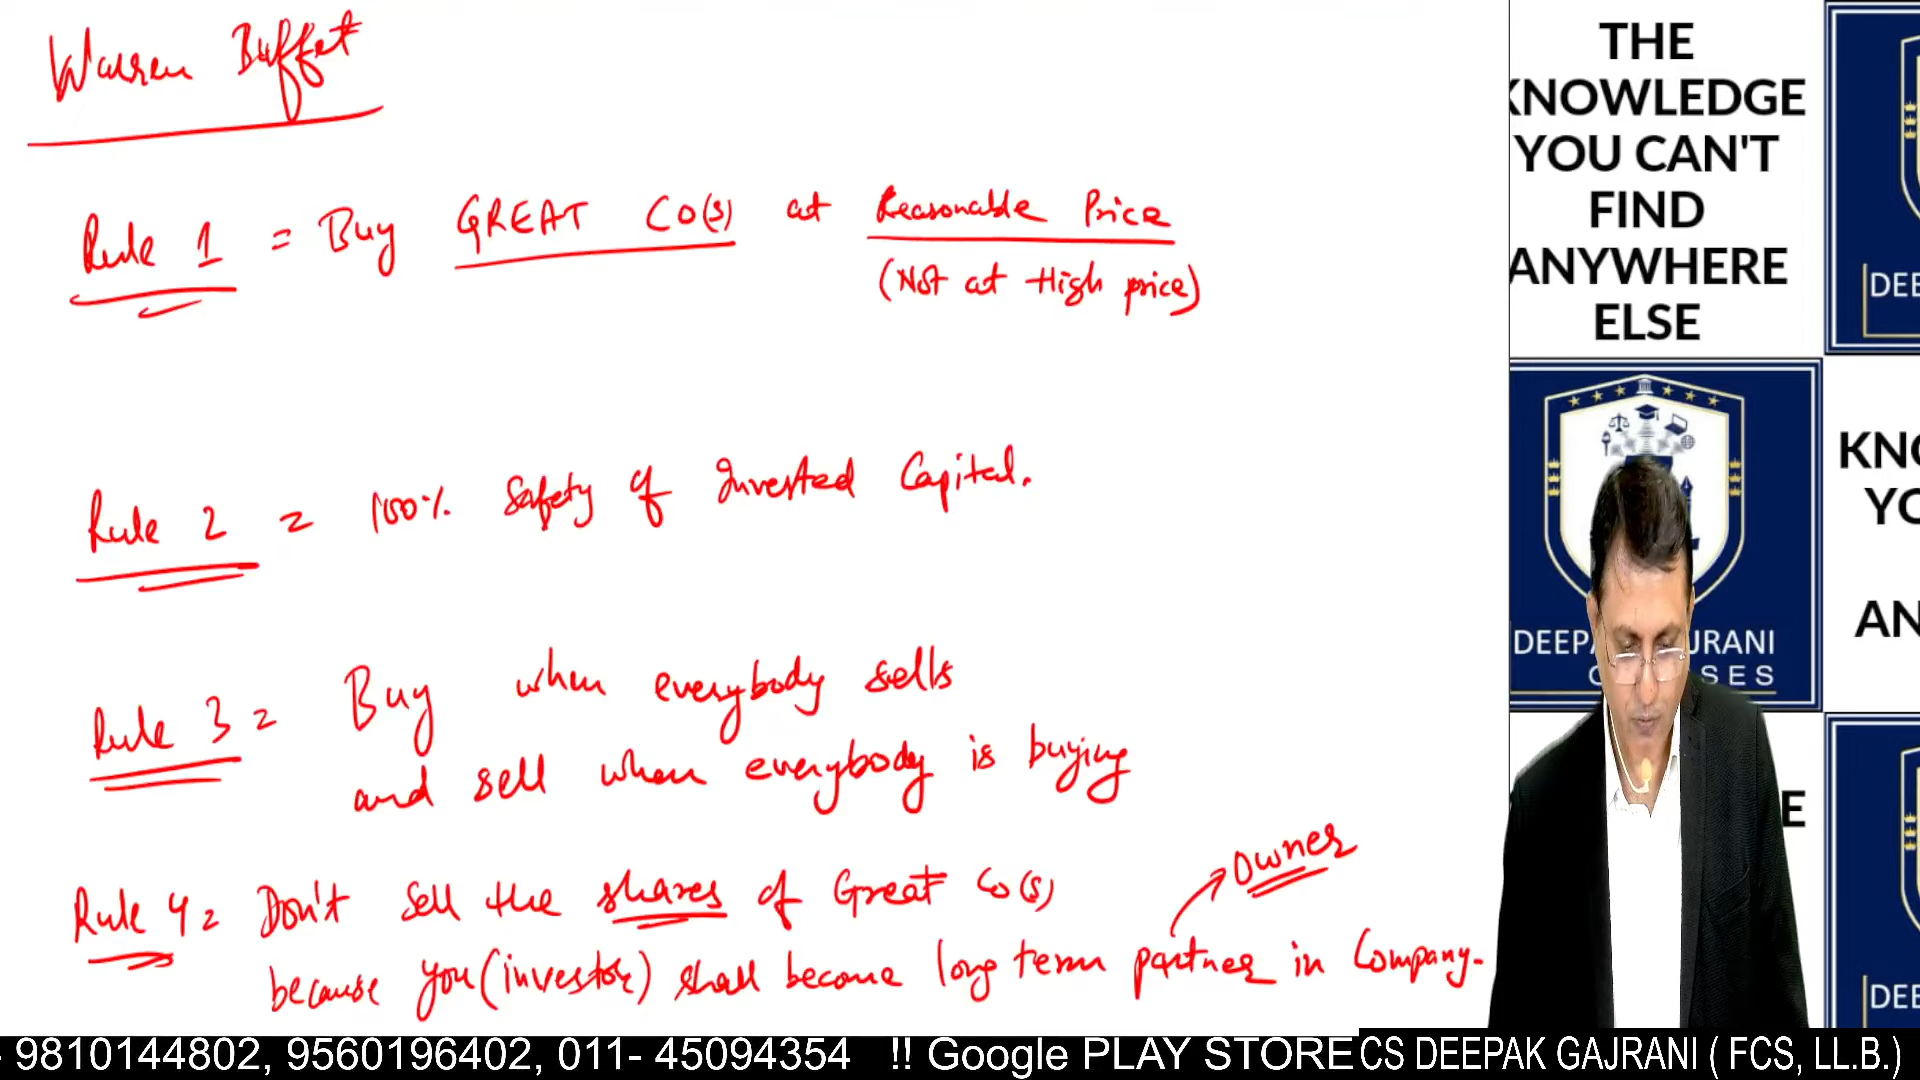 Warren Buffet
Rule 1 = Buy GREAT CO(s) at Reasonable Price
(Not at High price)
Rule 2 = 100% Safety of Invested Capital.
Rule 3 = Buy when everybody sells
and sell when everybody is buying
Owner
Rule 4 = Don't sell the shares of Great Co(s)
because you (investor) shall become long term partner in Company.
THE
KNOWLEDGE
YOU CAN'T
FIND
ANYWHERE
ELSE
DEE
KNO
YO
AN
DEEPA JURANI
C SES
E
DEE
- 9810144802, 9560196402, 011- 45094354 !! Google PLAY STORE CS DEEPAK GAJRANI ( FCS, LL.B.)